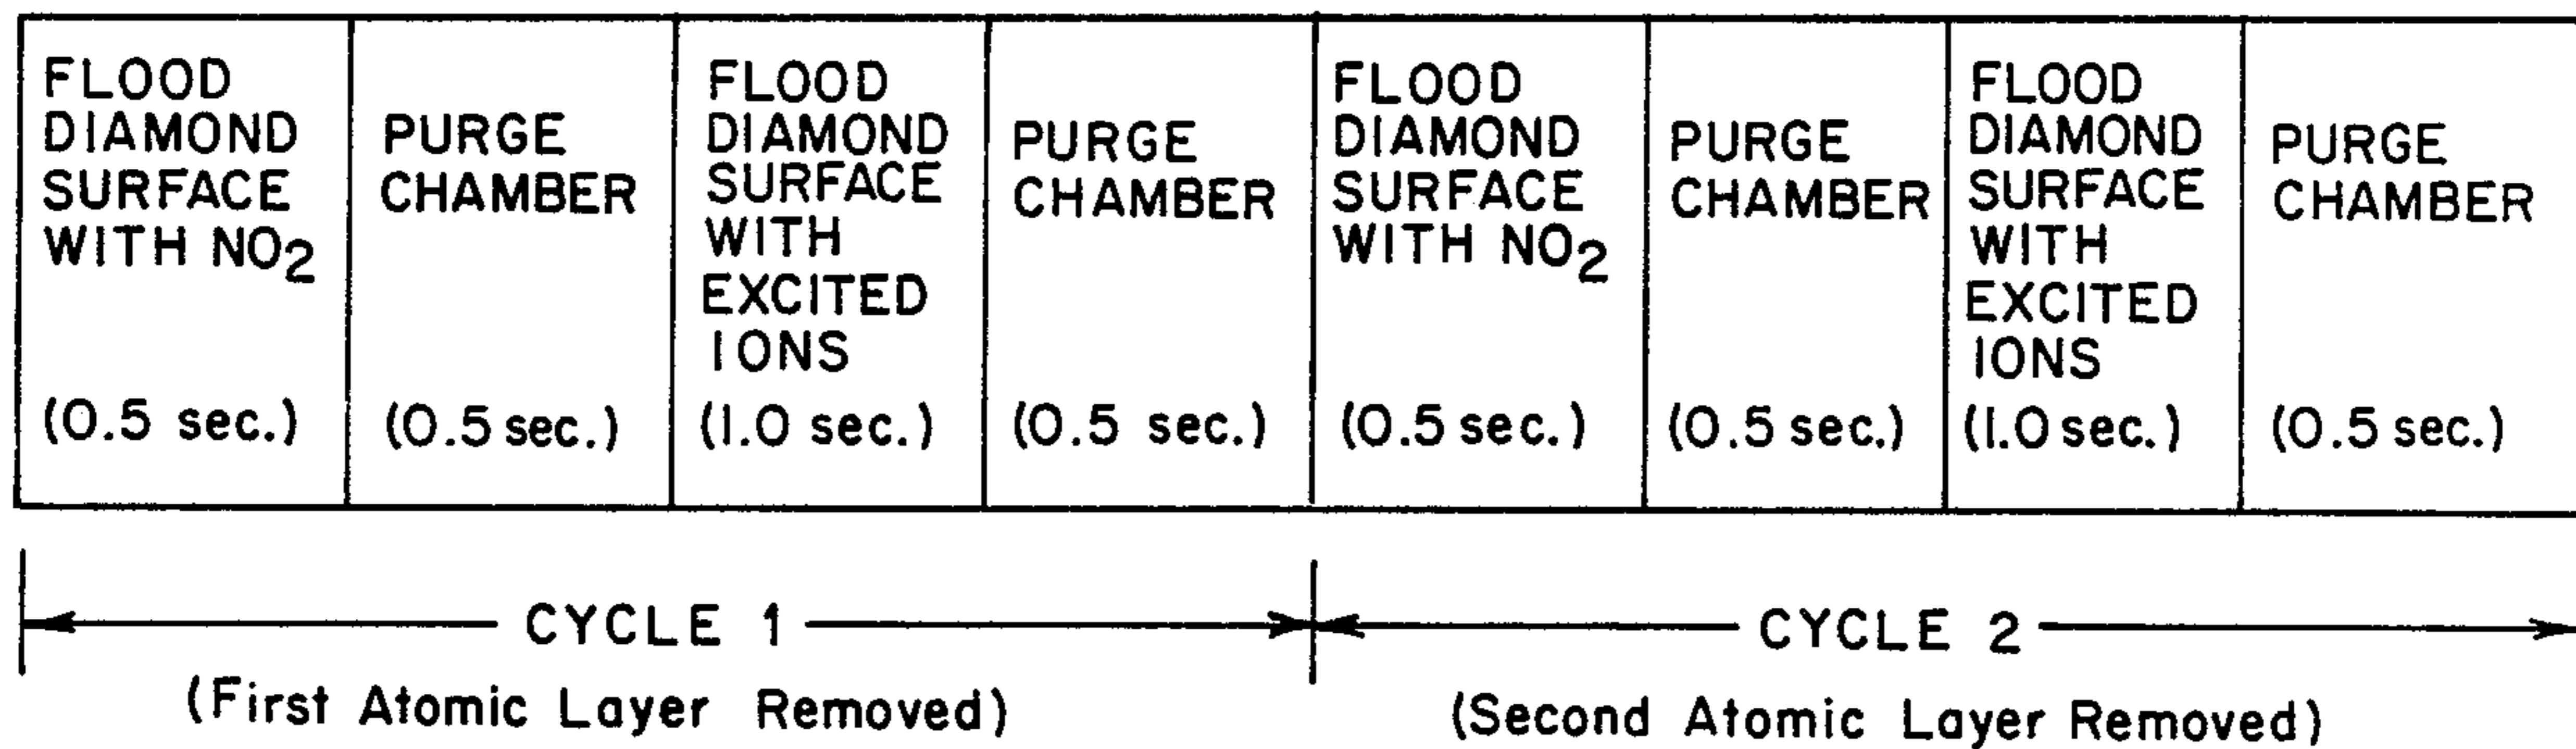 FLOOD
DIAMOND
SURFACE
WITH NO2
(0.5 sec.)
PURGE
CHAMBER
(0.5 sec.)
FLOOD
DIAMOND
SURFACE
WITH
EXCITED
IONS
(1.0 sec.)
PURGE
CHAMBER
(0.5 sec.)
FLOOD
DIAMOND
SURFACE
WITH NO2
(0.5 sec.)
PURGE
CHAMBER
(0.5 sec.)
FLOOD
DIAMOND
SURFACE
WITH
EXCITED
IONS
(1.0 sec.)
PURGE
CHAMBER
(0.5 sec.)
CYCLE 1
(First Atomic Layer Removed)
CYCLE 2
(Second Atomic Layer Removed)